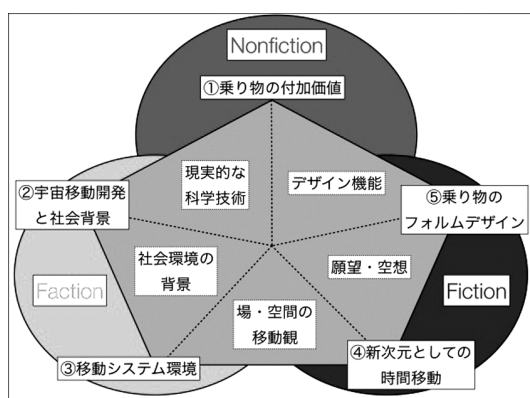 Nonfiction
①乗り物の付加価値
現実的な
科学技術
デザイン機能
②宇宙移動開発
と社会背景
⑤乗り物の
フォルムデザイン
社会環境の
背景
願望・空想
Faction
Fiction
場・空間の
移動観
③移動システム環境
④新次元としての
時間移動